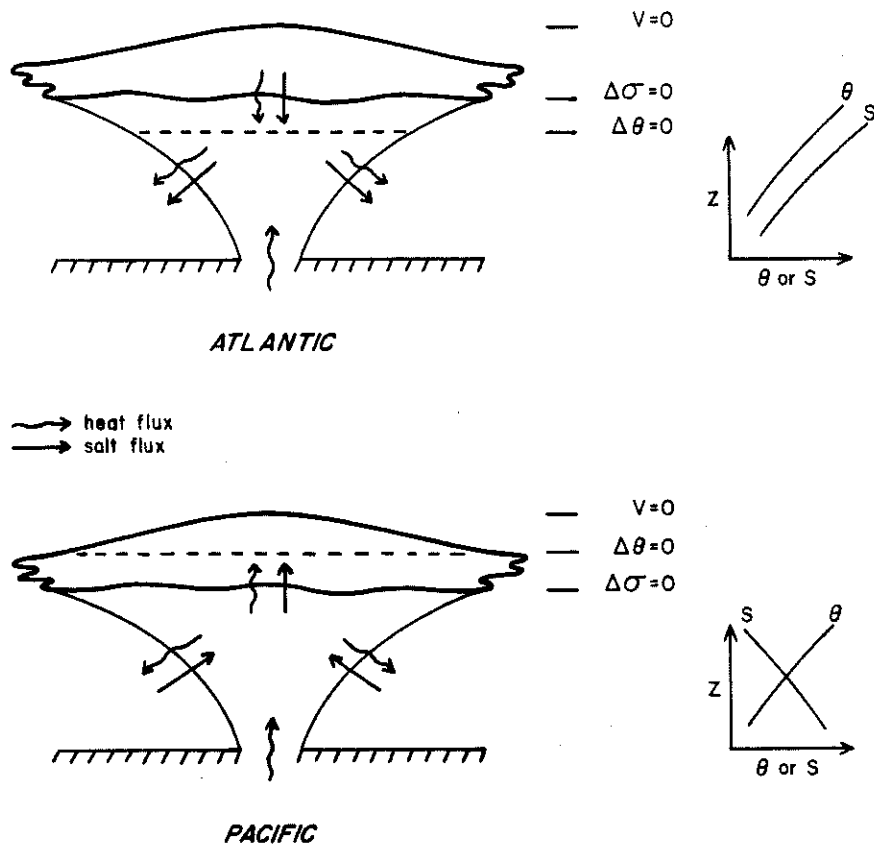 V=0
Δσ=0
Δθ=0
θ
S
Z
θ or S
ATLANTIC
heat flux
salt flux
V=0
Δθ=0
Δσ=0
S
θ
Z
θ or S
PACIFIC